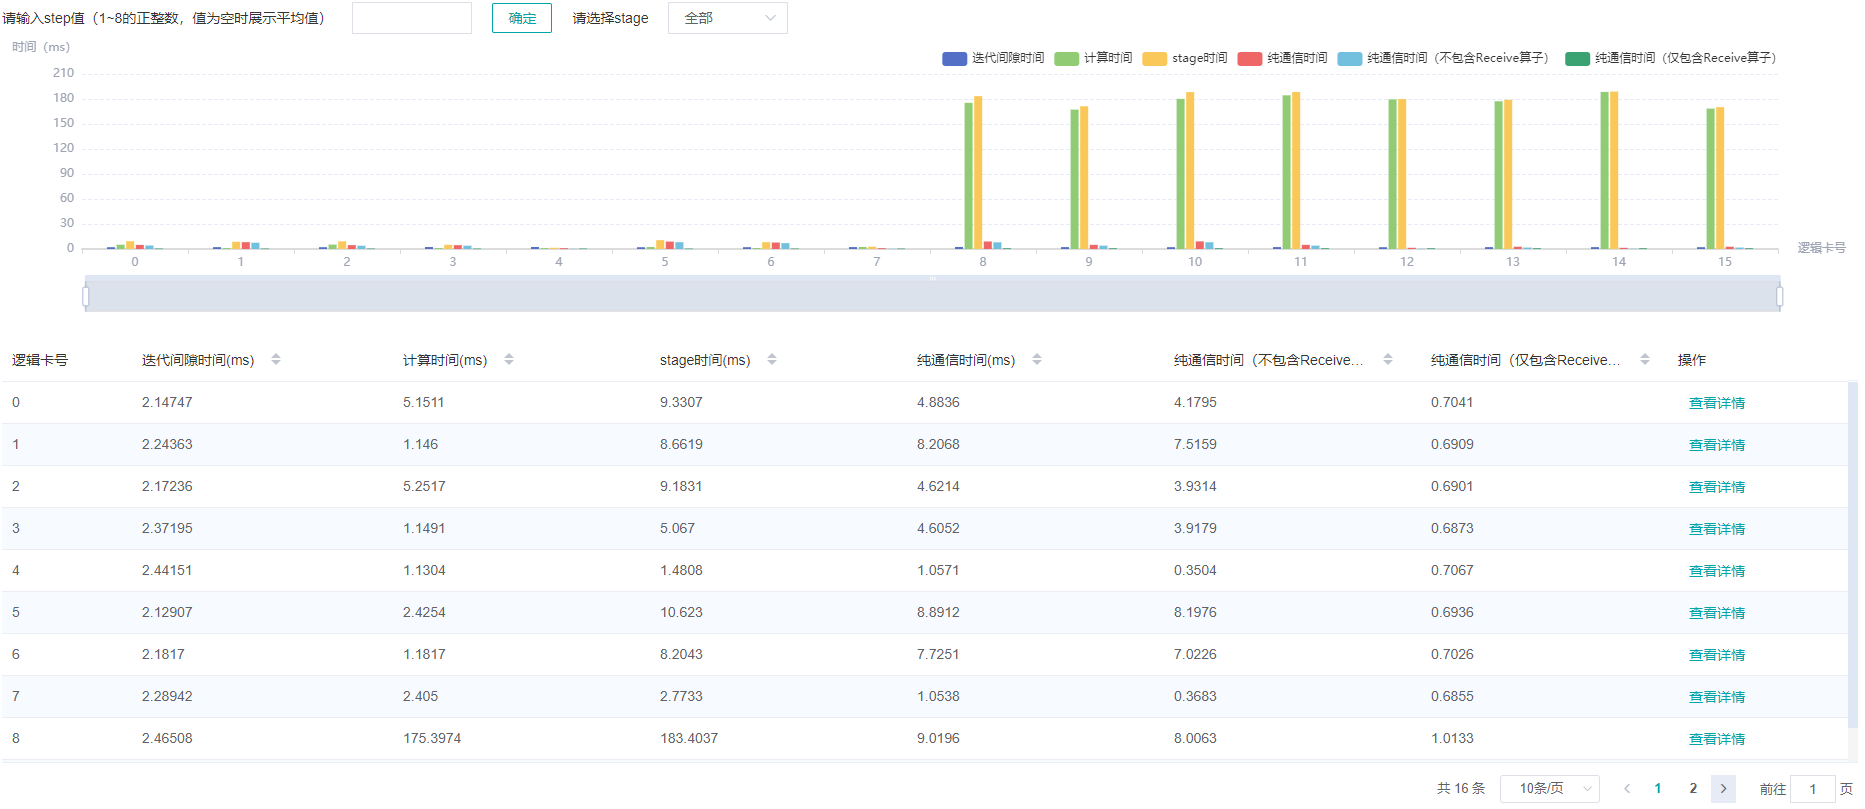 请输入step值（1~8的正整数，值为空时展示平均值） 确定 请选择stage 全部
时间（ms）
迭代间隙时间 计算时间 stage时间 纯通信时间 纯通信时间（不包含Receive算子） 纯通信时间（仅包含Receive算子）
210
180
150
120
90
60
30
0
0 1 2 3 4 5 6 7 8 9 10 11 12 13 14 15
逻辑卡号
逻辑卡号 迭代间隙时间(ms) 计算时间(ms) stage时间(ms) 纯通信时间(ms) 纯通信时间（不包含Receive... 纯通信时间（仅包含Receive... 操作
0 2.14747 5.1511 9.3307 4.8836 4.1795 0.7041 查看详情
1 2.24363 1.146 8.6619 8.2068 7.5159 0.6909 查看详情
2 2.17236 5.2517 9.1831 4.6214 3.9314 0.6901 查看详情
3 2.37195 1.1491 5.067 4.6052 3.9179 0.6873 查看详情
4 2.44151 1.1304 1.4808 1.0571 0.3504 0.7067 查看详情
5 2.12907 2.4254 10.623 8.8912 8.1976 0.6936 查看详情
6 2.1817 1.1817 8.2043 7.7251 7.0226 0.7026 查看详情
7 2.28942 2.405 2.7733 1.0538 0.3683 0.6855 查看详情
8 2.46508 175.3974 183.4037 9.0196 8.0063 1.0133 查看详情
共 16 条 10条/页 1 2 前往 1 页